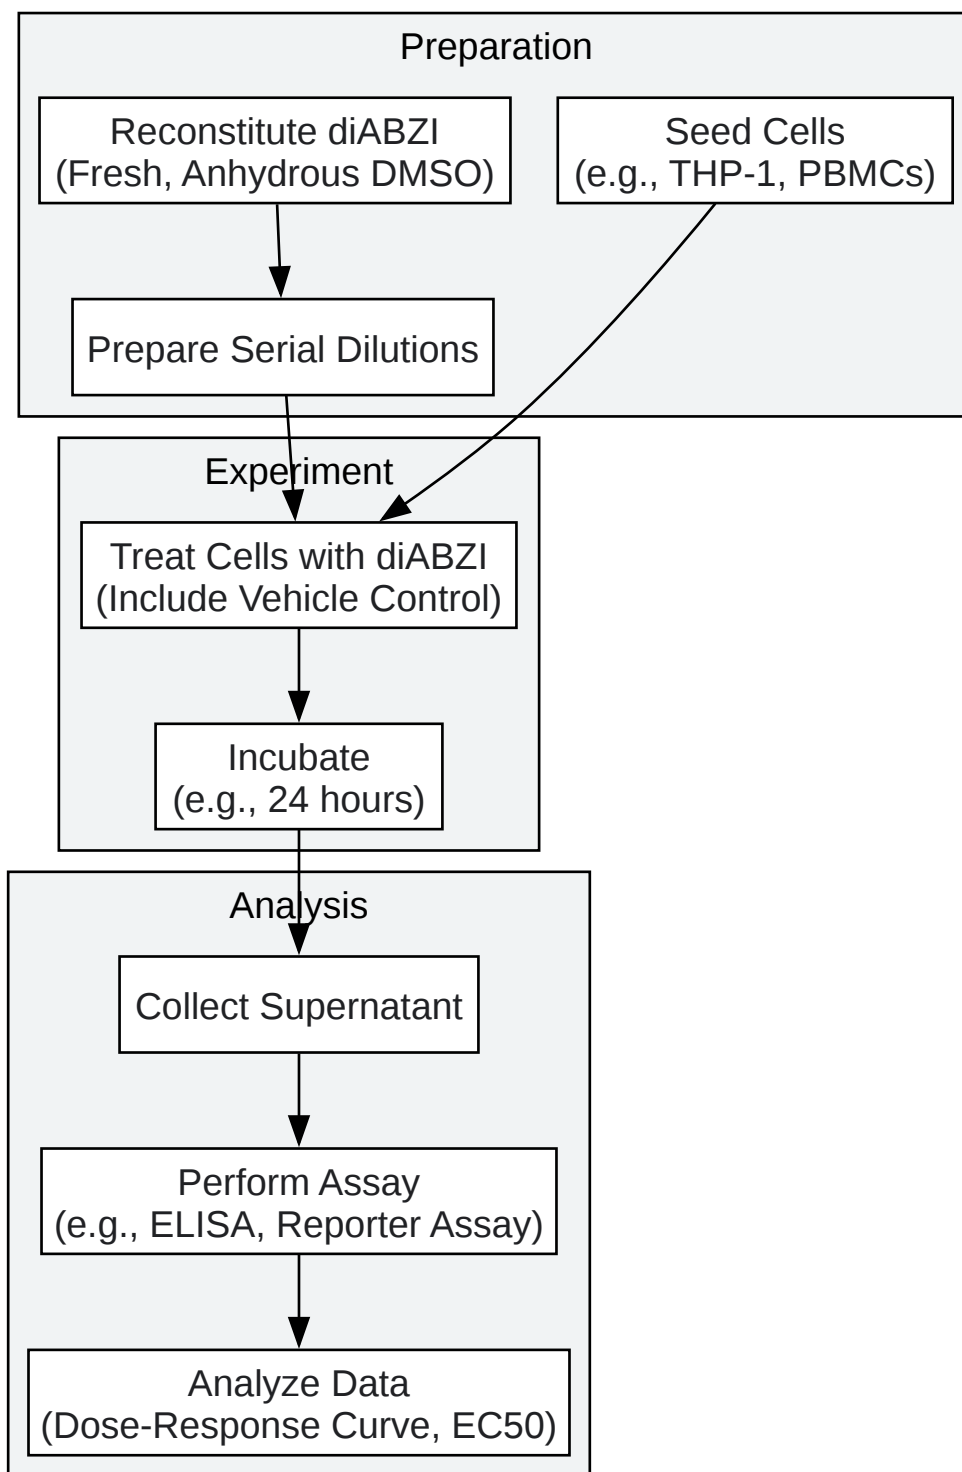 Preparation
Reconstitute diABZI
(Fresh, Anhydrous DMSO)
Seed Cells
(e.g., THP-1, PBMCs)
Prepare Serial Dilutions
Experiment
Treat Cells with diABZI
(Include Vehicle Control)
Incubate
(e.g., 24 hours)
Analysis
Collect Supernatant
Perform Assay
(e.g., ELISA, Reporter Assay)
Analyze Data
(Dose-Response Curve, EC50)